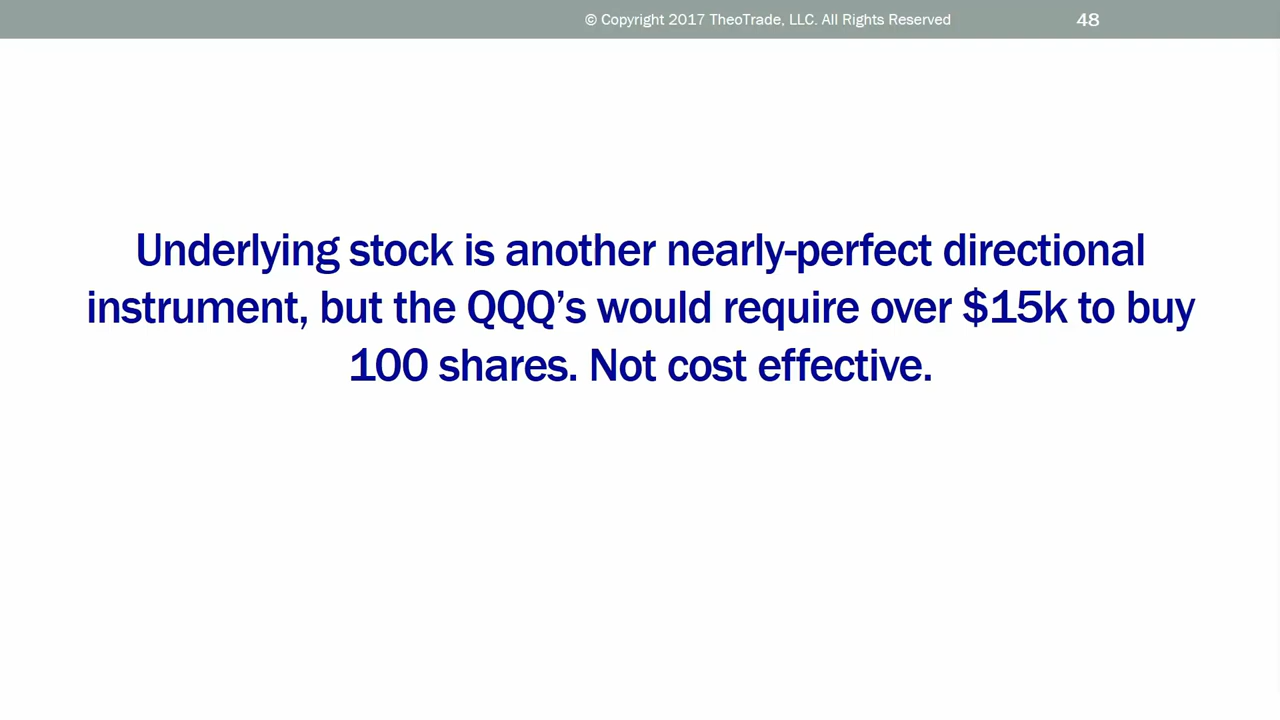 © Copyright 2017 TheoTrade, LLC. All Rights Reserved 48
Underlying stock is another nearly-perfect directional
instrument, but the QQQ’s would require over $15k to buy
100 shares. Not cost effective.